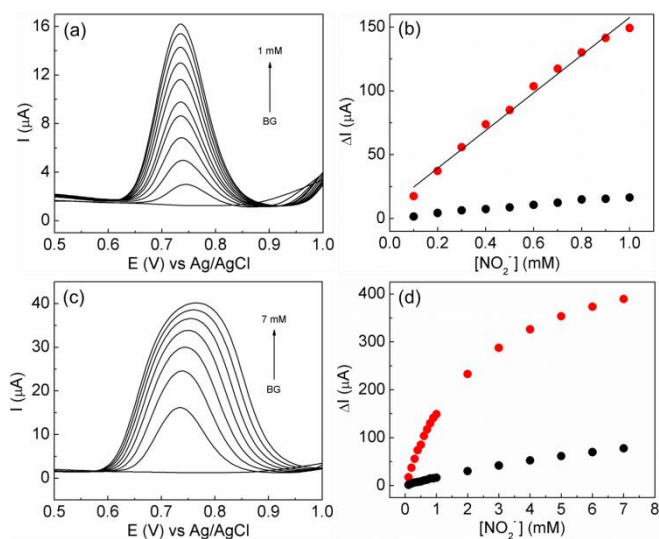 (a)
1 mM
BG
I (μA)
16
12
8
4
0
0.5 0.6 0.7 0.8 0.9 1.0
E (V) vs Ag/AgCl
(b)
ΔI (μA)
150
100
50
0
0.2 0.4 0.6 0.8 1.0
[NO₂⁻] (mM)
(c)
7 mM
BG
I (μA)
40
30
20
10
0
0.5 0.6 0.7 0.8 0.9 1.0
E (V) vs Ag/AgCl
(d)
ΔI (μA)
400
300
200
100
0
0 1 2 3 4 5 6 7
[NO₂⁻] (mM)